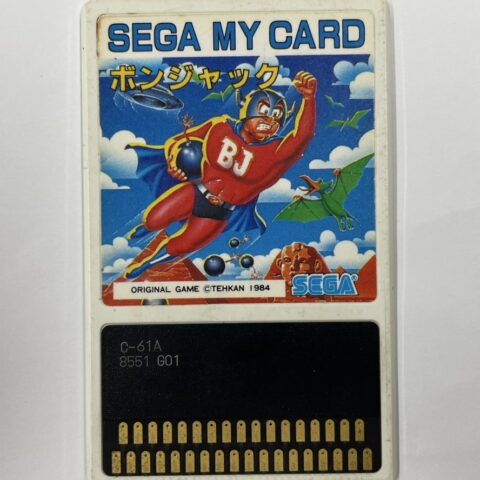 SEGA MY CARD
ボンジャック
BJ
ORIGINAL GAME ©TEHKAN 1984
SEGA
C-61A
8551 G01